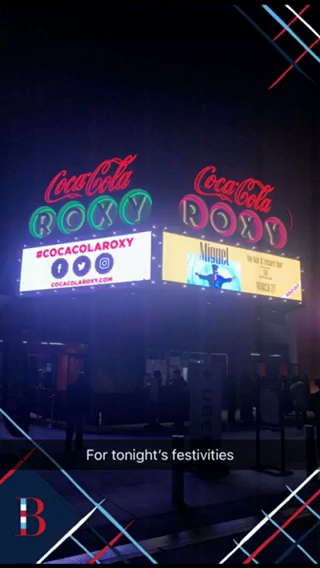 Coca-Cola
ROXY
#COCACOLAROXY
COCACOLAROXY.COM
Coca-Cola
ROXY
Miguel
MARCH 27
For tonight's festivities
B